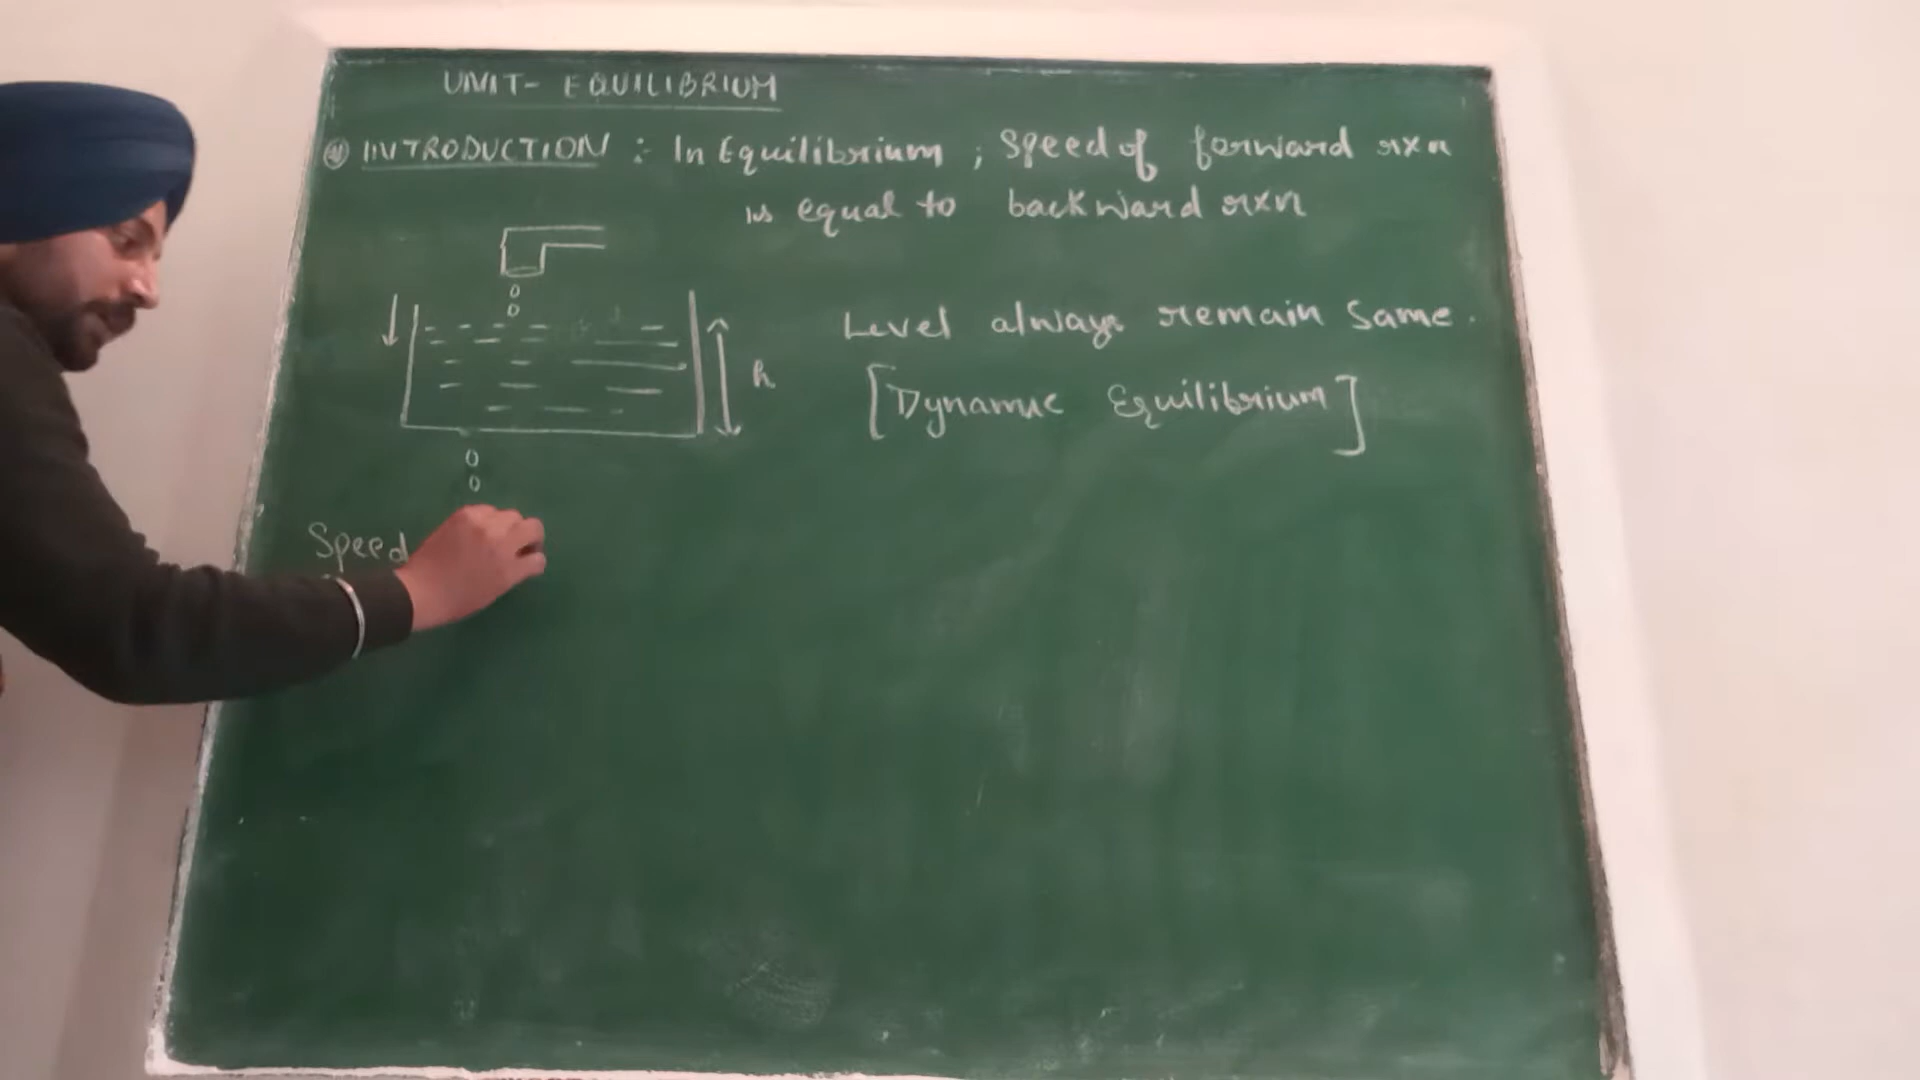 UNIT- EQUILIBRIUM
INTRODUCTION : In Equilibrium ; Speed of forward rxn
is equal to backward rxn
Level always remain Same.
h
[Dynamic Equilibrium]
Speed